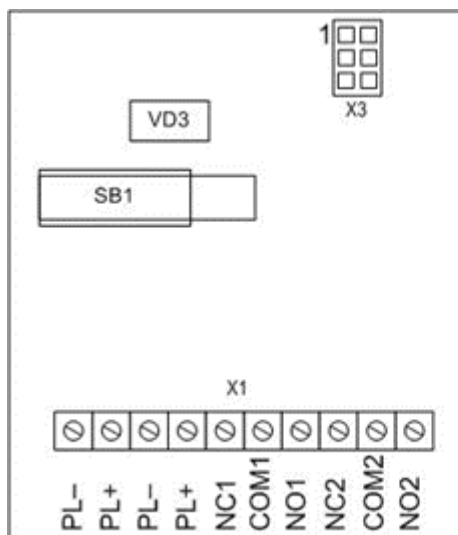 1
X3
VD3
SB1
X1
PL–
PL+
PL–
PL+
NC1
COM1
NO1
NC2
COM2
NO2